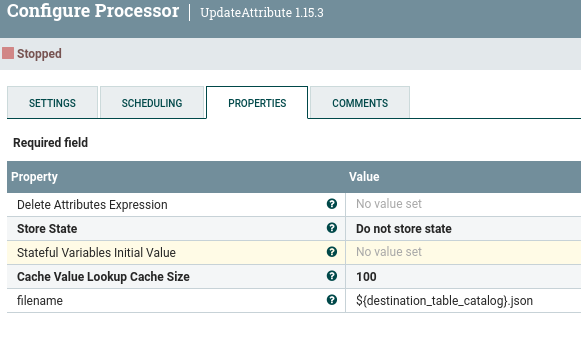 Configure Processor | UpdateAttribute 1.15.3
Stopped
SETTINGS SCHEDULING PROPERTIES COMMENTS
Required field
Property Value
Delete Attributes Expression ? No value set
Store State ? Do not store state
Stateful Variables Initial Value ? No value set
Cache Value Lookup Cache Size ? 100
filename ? ${destination_table_catalog}.json